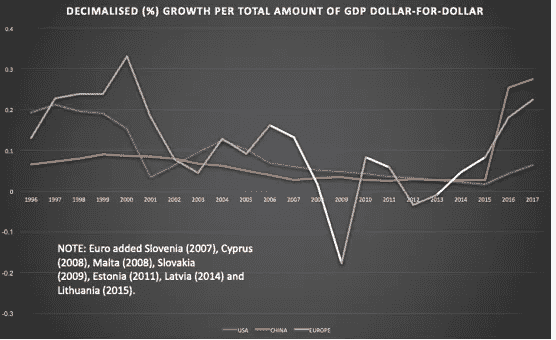 DECIMALISED (%) GROWTH PER TOTAL AMOUNT OF GDP DOLLAR-FOR-DOLLAR
0.4
0.3
0.2
0.1
0
-0.1
-0.2
-0.3
1996 1997 1998 1999 2000 2001 2002 2003 2004 2005 2006 2007 2008 2009 2010 2011 2012 2013 2014 2015 2016 2017
NOTE: Euro added Slovenia (2007), Cyprus
(2008), Malta (2008), Slovakia
(2009), Estonia (2011), Latvia (2014) and
Lithuania (2015).
USA CHINA EUROPE